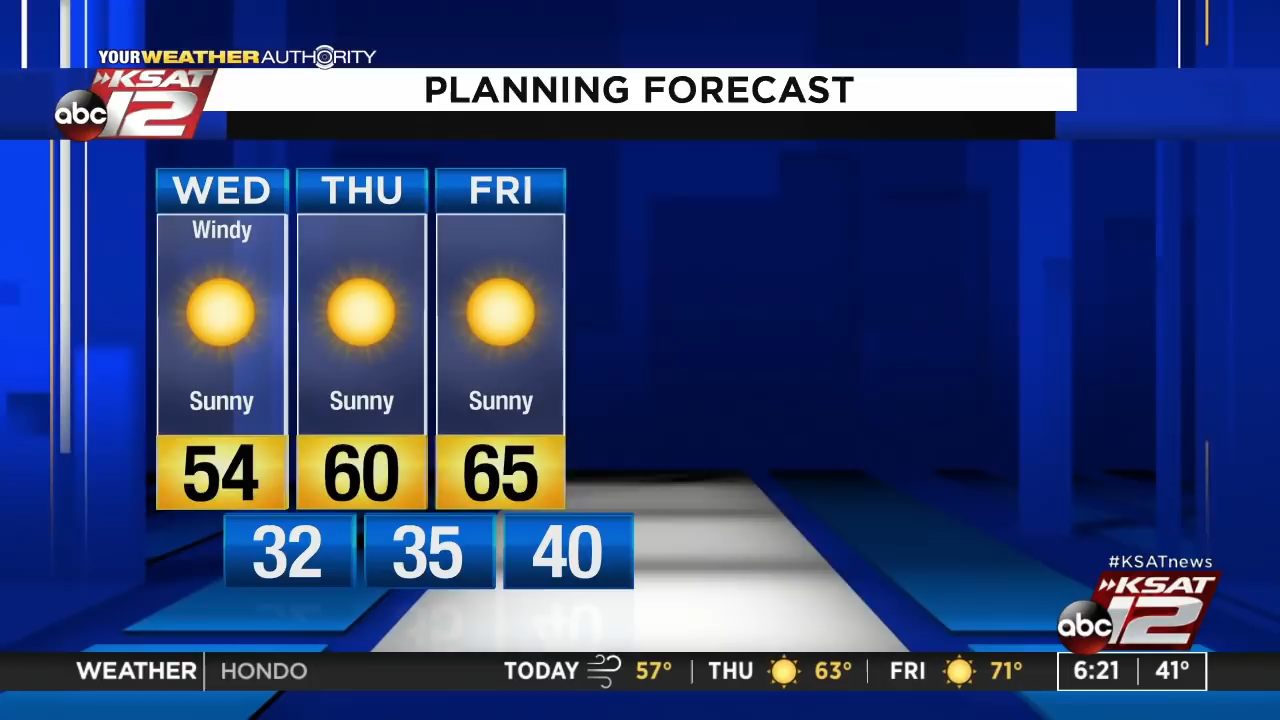 YOURWEATHERAUTHORITY
KSAT
abc 12
PLANNING FORECAST
WED THU FRI
Windy
Sunny Sunny Sunny
54 60 65
32 35 40
#KSATnews
KSAT
abc 12
WEATHER HONDO TODAY 57° | THU 63° | FRI 71° 6:21 41°